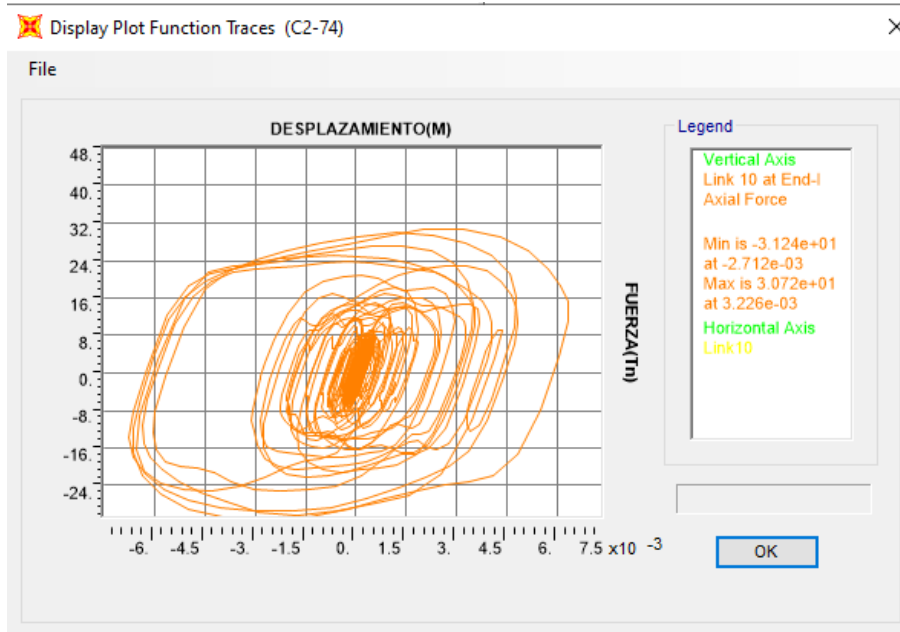 Display Plot Function Traces (C2-74)
File
DESPLAZAMIENTO(M)
48.
40.
32.
24.
16.
8.
0.
-8.
-16.
-24.
-6. -4.5 -3. -1.5 0. 1.5 3. 4.5 6. 7.5 x10 -3
FUERZA(Tn)
Legend
Vertical Axis
Link 10 at End-I
Axial Force
Min is -3.124e+01
at -2.712e-03
Max is 3.072e+01
at 3.226e-03
Horizontal Axis
Link10
OK